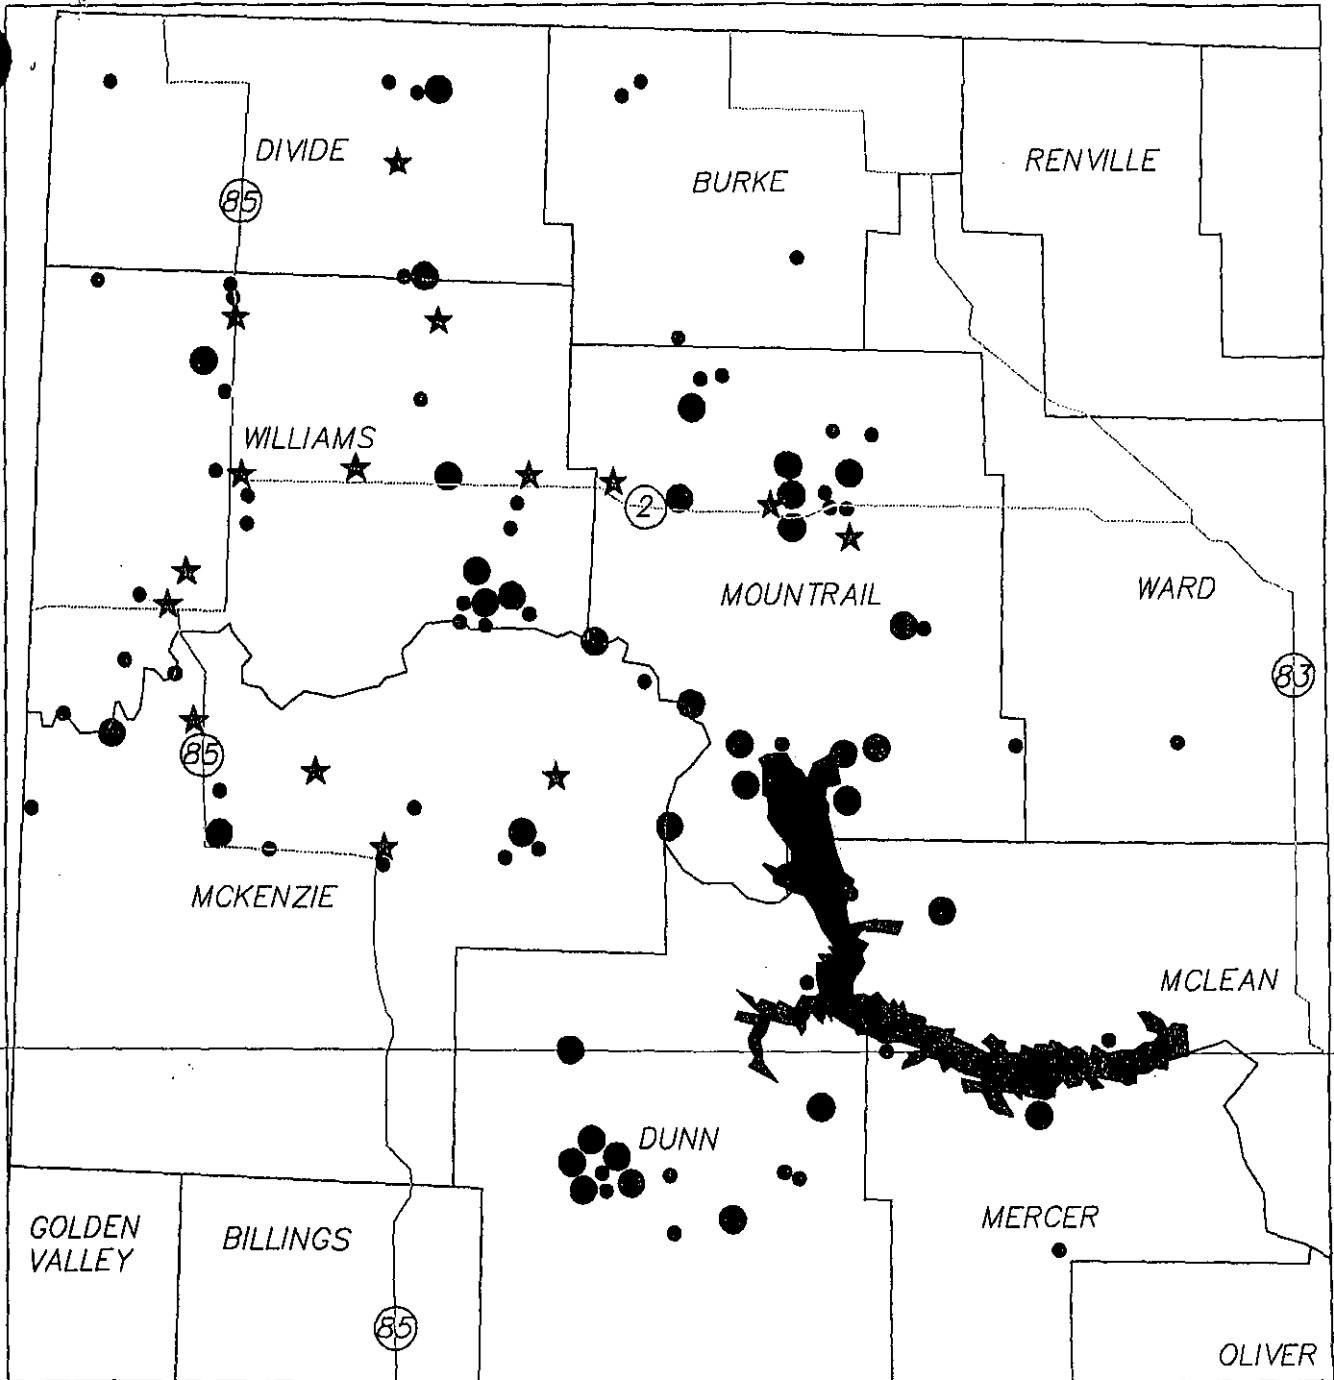 DIVIDE
RENVILLE
BURKE
85
WILLIAMS
2
WARD
MOUNTRAIL
83
85
MCKENZIE
MCLEAN
DUNN
MERCER
GOLDEN
VALLEY
BILLINGS
85
OLIVER